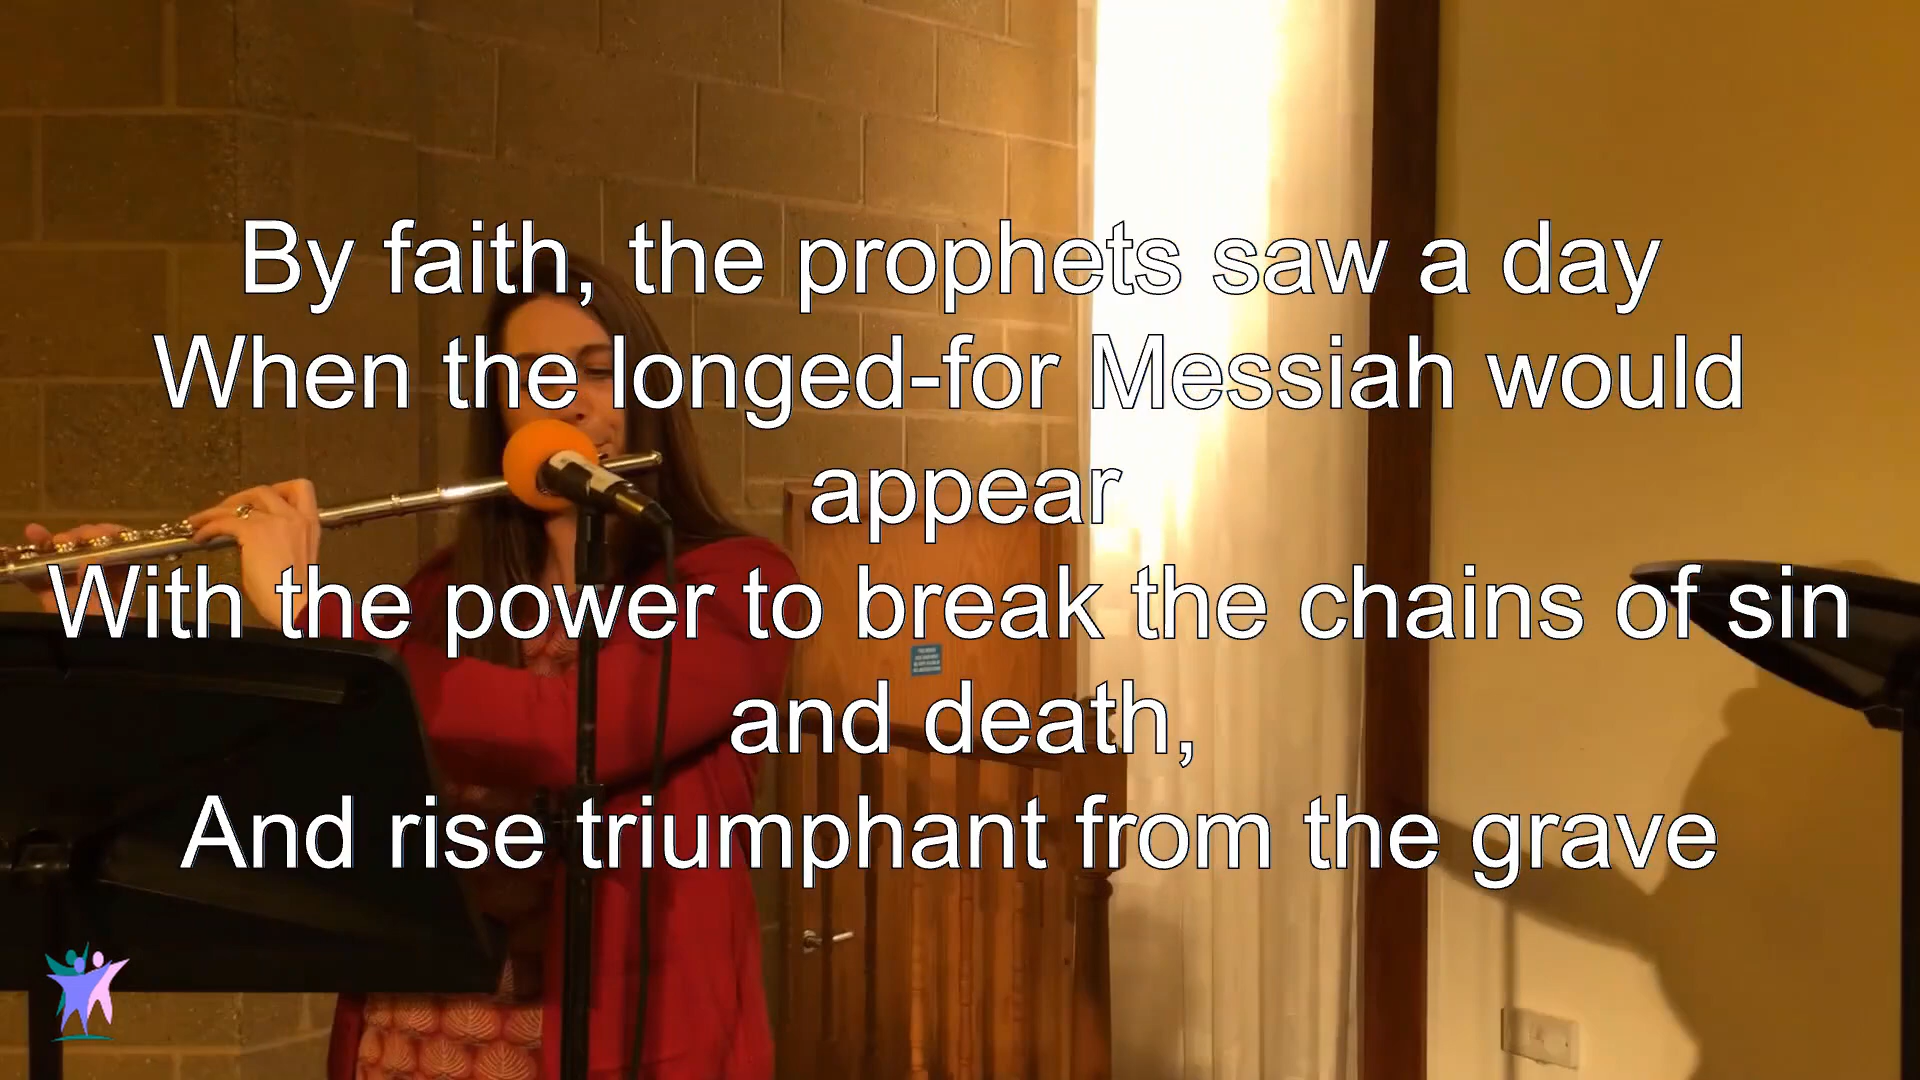 By faith, the prophets saw a day
When the longed-for Messiah would
appear
With the power to break the chains of sin
and death,
And rise triumphant from the grave